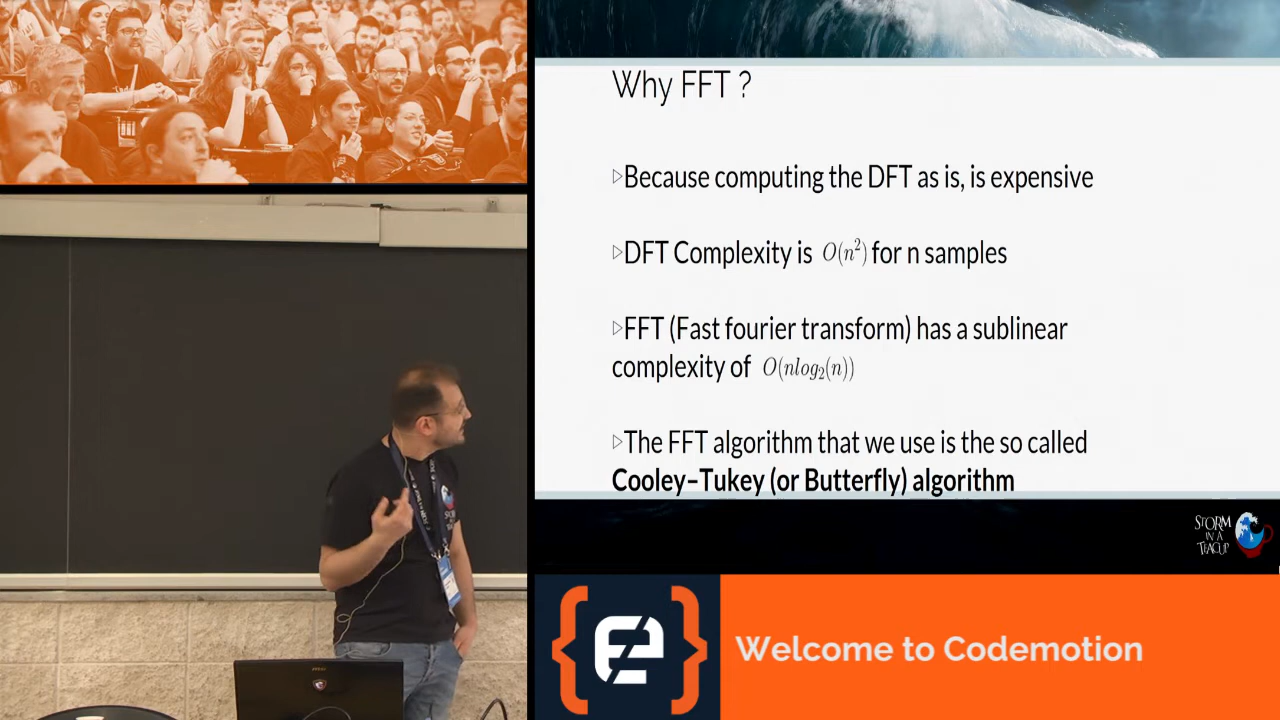 Why FFT ?
▷Because computing the DFT as is, is expensive
▷DFT Complexity is O(n²) for n samples
▷FFT (Fast fourier transform) has a sublinear
complexity of O(nlog₂(n))
▷The FFT algorithm that we use is the so called
Cooley–Tukey (or Butterfly) algorithm
STORM
IN A
TEACUP
Welcome to Codemotion